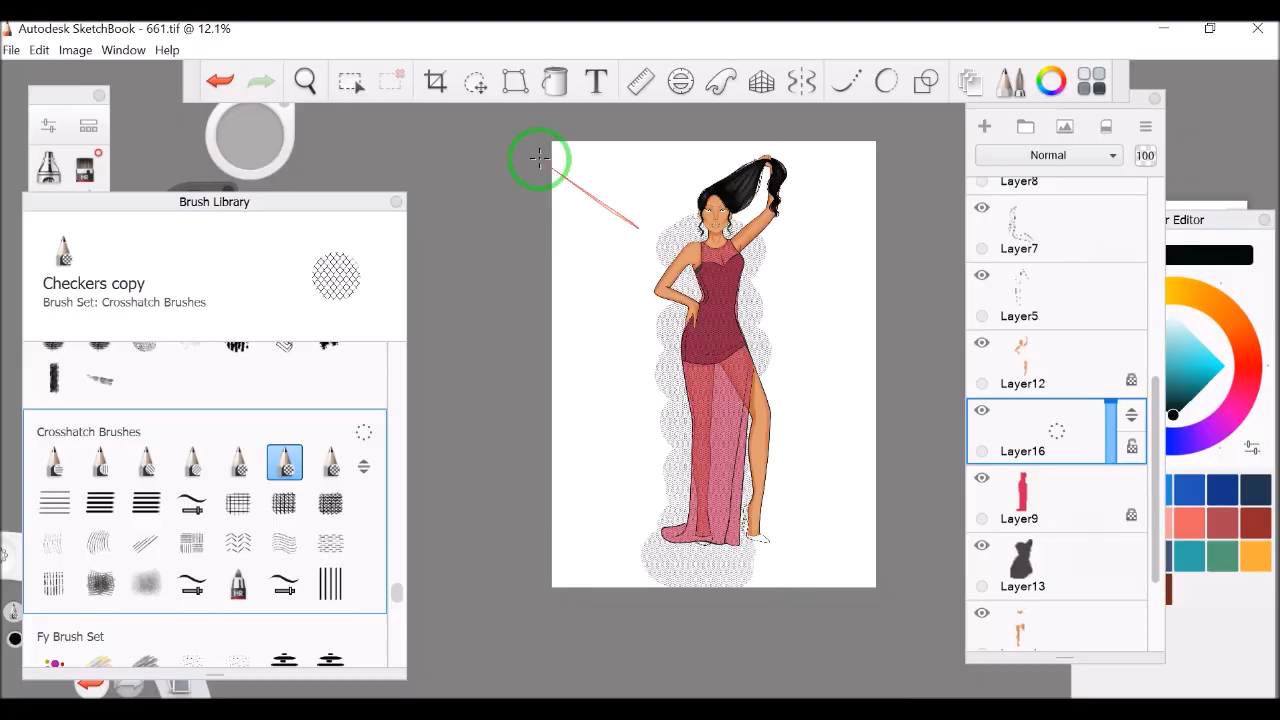 Autodesk SketchBook - 661.tif @ 12.1%
File Edit Image Window Help
T
Normal
100
Layer8
Layer7
Layer5
Layer12
Layer16
Layer9
Layer13
r Editor
Brush Library
Checkers copy
Brush Set: Crosshatch Brushes
Crosshatch Brushes
Fy Brush Set